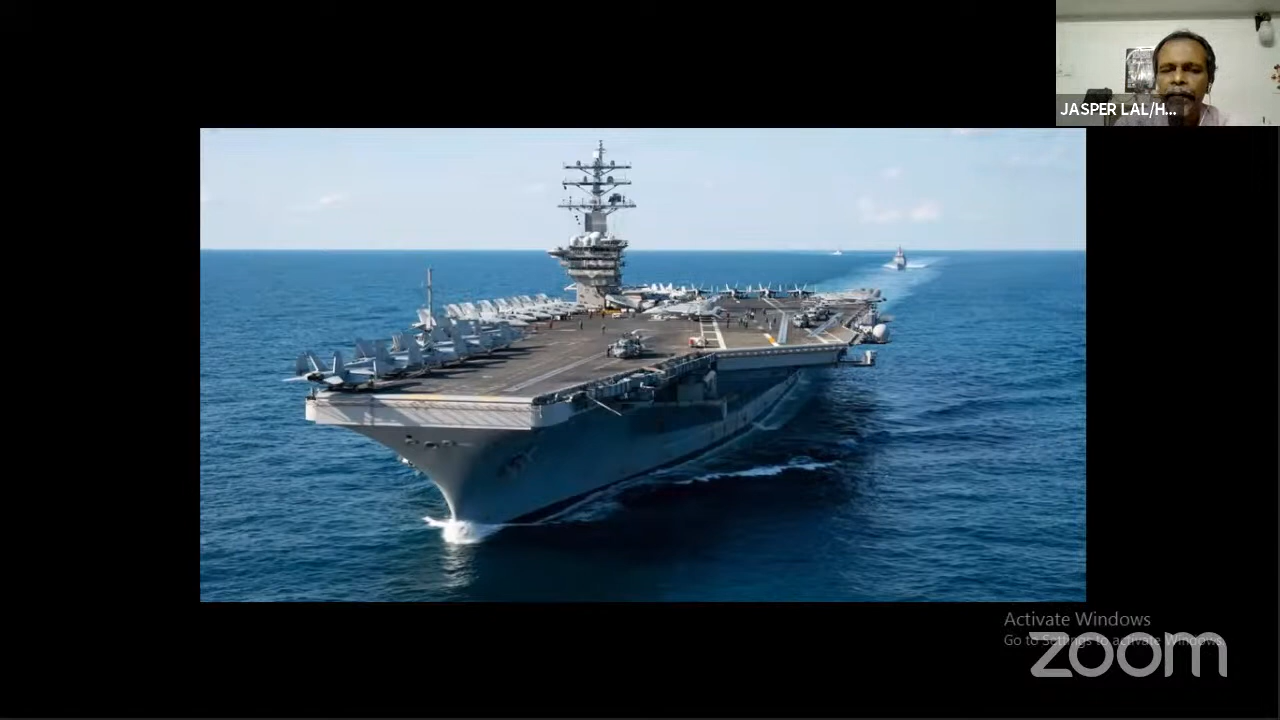 JASPER LAL/H...
Activate Windows
Go to Settings to activate Windows.
zoom